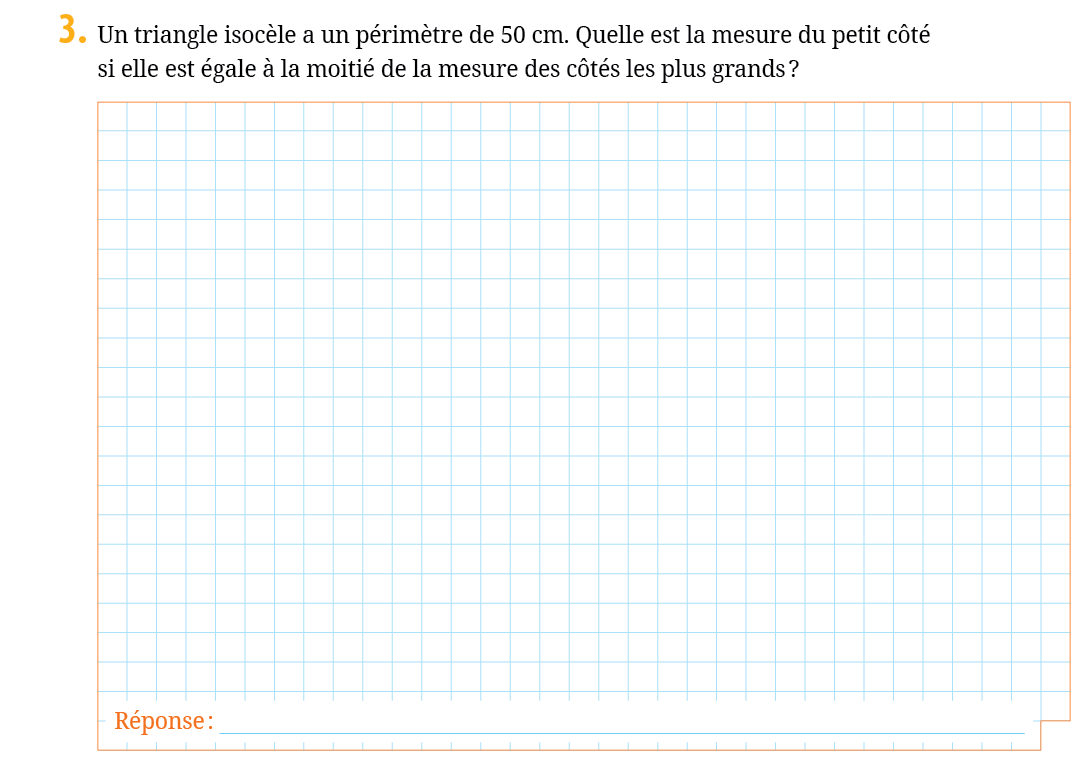 3. Un triangle isocèle a un périmètre de 50 cm. Quelle est la mesure du petit côté
si elle est égale à la moitié de la mesure des côtés les plus grands ?
Réponse :